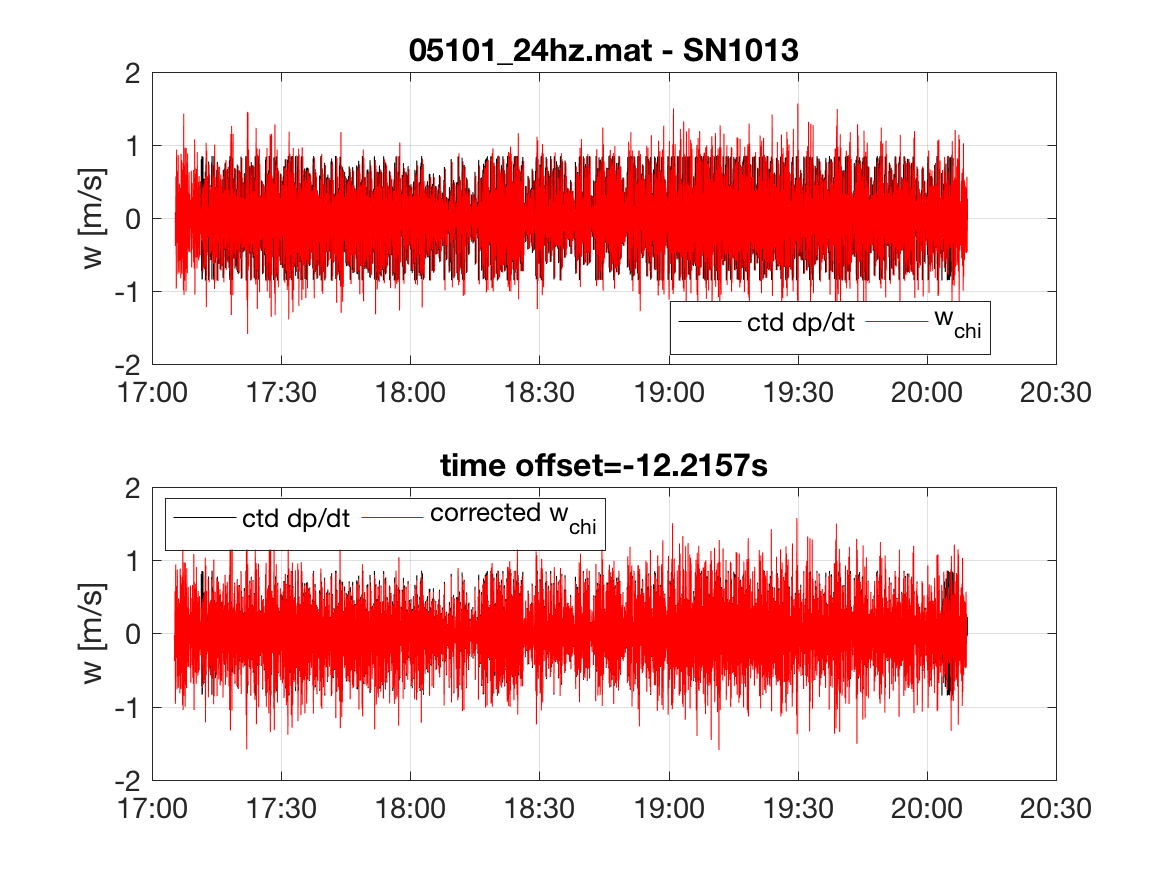 05101_24hz.mat - SN1013
2
1
0
-1
-2
w [m/s]
ctd dp/dt w_chi
17:00 17:30 18:00 18:30 19:00 19:30 20:00 20:30
time offset=-12.2157s
2
1
0
-1
-2
w [m/s]
ctd dp/dt corrected w_chi
17:00 17:30 18:00 18:30 19:00 19:30 20:00 20:30